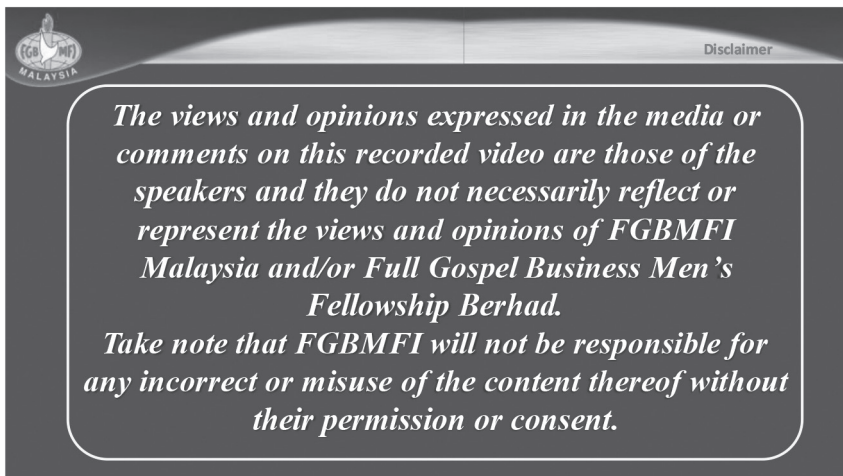 FGB MFI
MALAYSIA
Disclaimer
The views and opinions expressed in the media or
comments on this recorded video are those of the
speakers and they do not necessarily reflect or
represent the views and opinions of FGBMFI
Malaysia and/or Full Gospel Business Men’s
Fellowship Berhad.
Take note that FGBMFI will not be responsible for
any incorrect or misuse of the content thereof without
their permission or consent.